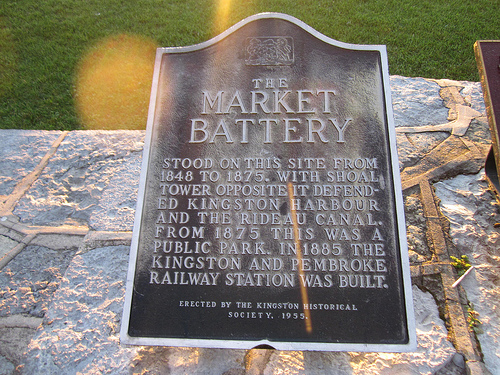 THE
MARKET
BATTERY
STOOD ON THIS SITE FROM
1848 TO 1875. WITH SHOAL
TOWER OPPOSITE IT DEFEND-
ED KINGSTON HARBOUR
AND THE RIDEAU CANAL.
FROM 1875 THIS WAS A
PUBLIC PARK. IN 1885 THE
KINGSTON AND PEMBROKE
RAILWAY STATION WAS BUILT.
ERECTED BY THE KINGSTON HISTORICAL
SOCIETY, 1955.